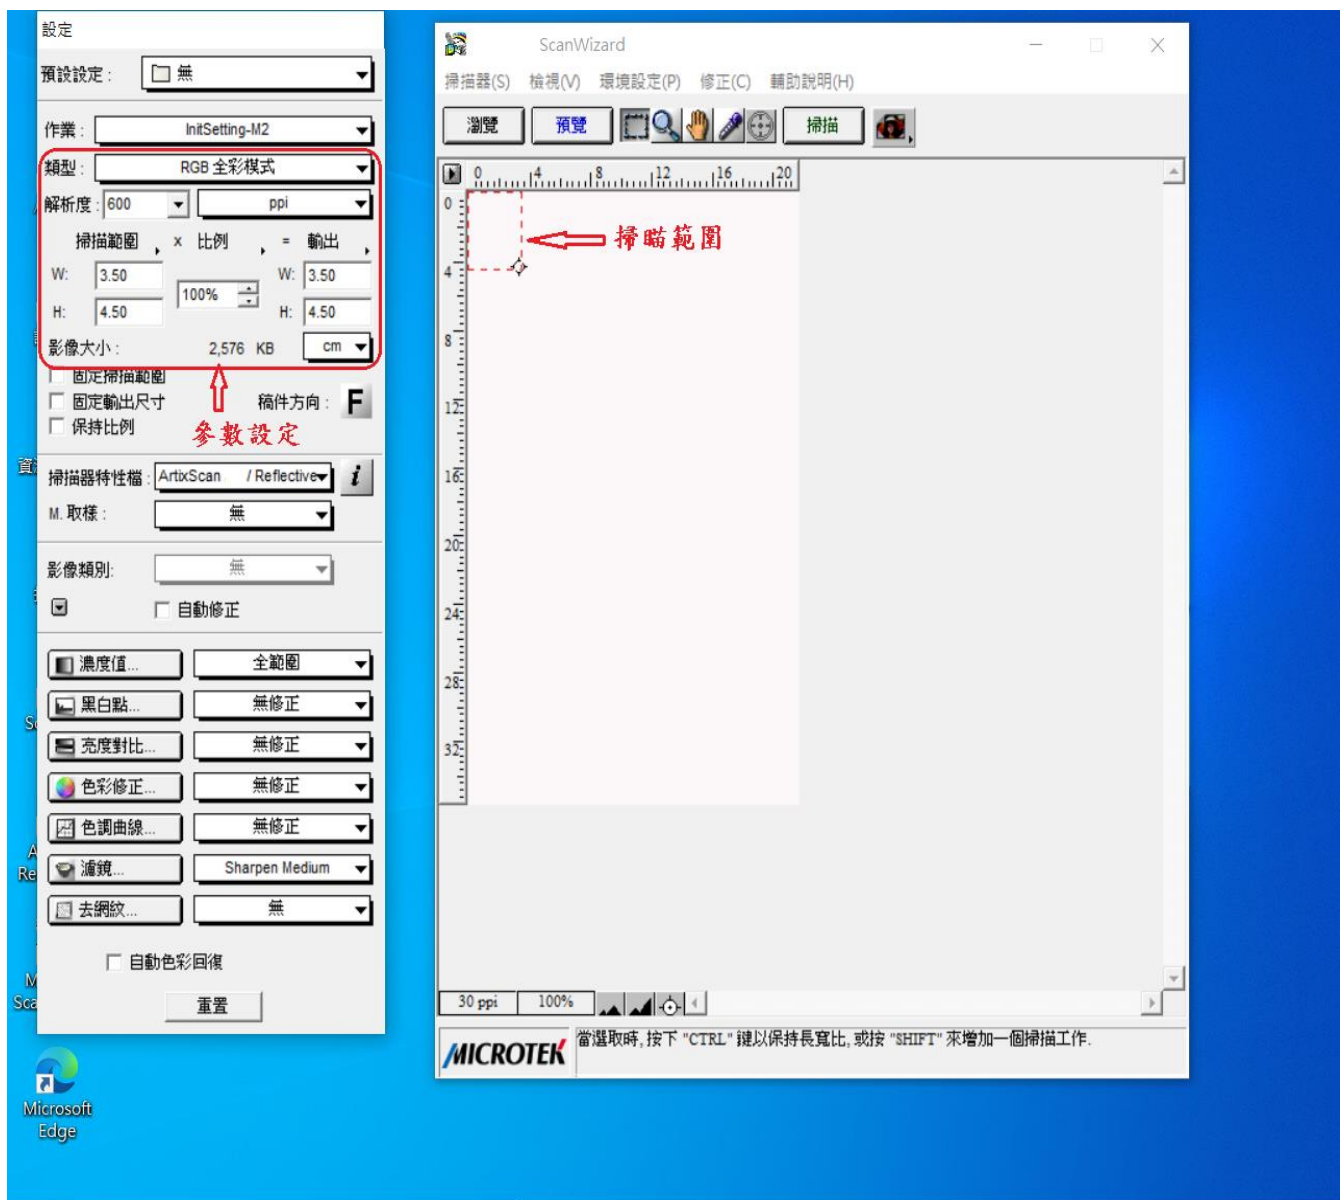 設定
預設設定 : 無
作業 : InitSetting-M2
類型 : RGB 全彩模式
解析度 : 600 ppi
掃描範圍 x 比例 = 輸出
W: 3.50 W: 3.50
100%
H: 4.50 H: 4.50
影像大小 : 2,576 KB cm
固定掃描範圍
固定輸出尺寸 稿件方向 : F
保持比例
參數設定
掃描器特性檔 : ArtixScan / Reflective i
M. 取樣 : 無
影像類別: 無
自動修正
濃度值... 全範圍
黑白點... 無修正
亮度對比... 無修正
色彩修正... 無修正
色調曲線... 無修正
濾鏡... Sharpen Medium
去網紋... 無
自動色彩回復
重置
ScanWizard
掃描器(S) 檢視(V) 環境設定(P) 修正(C) 輔助說明(H)
瀏覽 預覽 掃描
0 4 8 12 16 20
0
掃瞄範圍
4
8
12
16
20
24
28
32
30 ppi 100%
MICROTEK 當選取時, 按下 "CTRL" 鍵以保持長寬比, 或按 "SHIFT" 來增加一個掃描工作.
資
Sc
A
Re
M
Sca
Microsoft
Edge